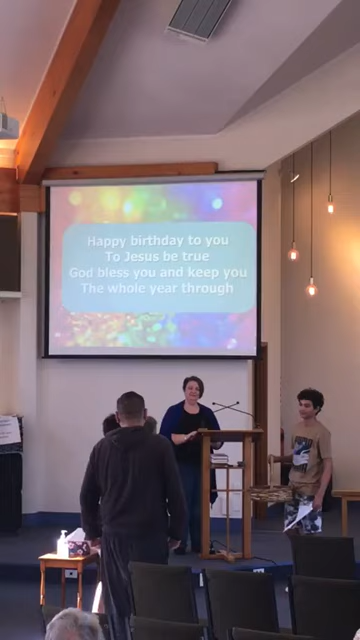 Happy birthday to you
To Jesus be true
God bless you and keep you
The whole year through